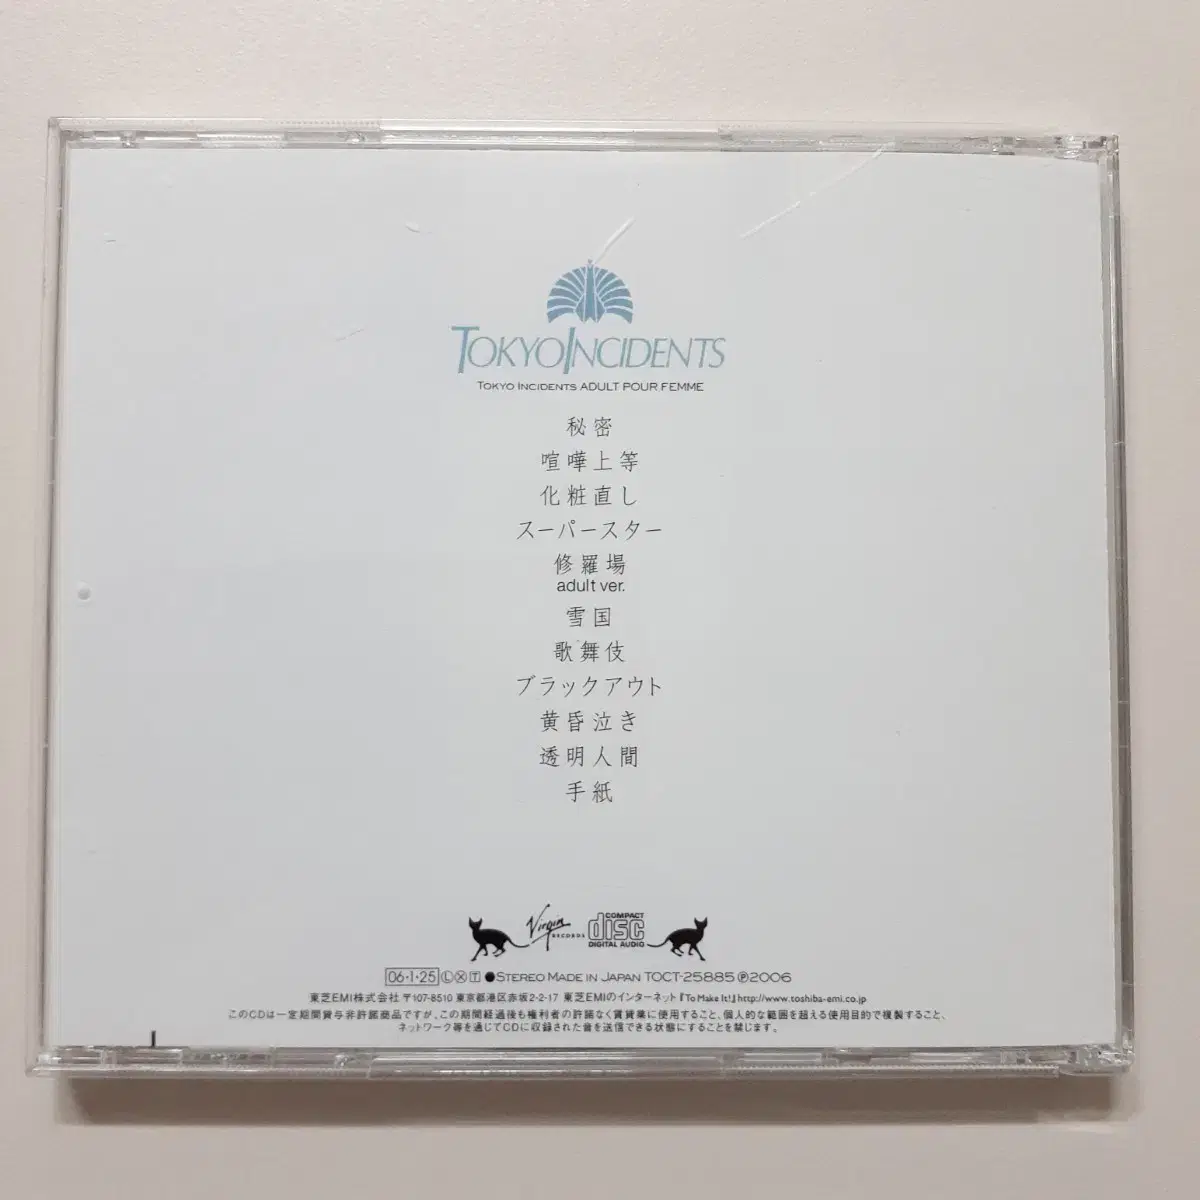 TOKYO INCIDENTS
TOKYO INCIDENTS ADULT POUR FEMME
秘密
喧嘩上等
化粧直し
スーパースター
修羅場
adult ver.
雪国
歌舞伎
ブラックアウト
黄昏泣き
透明人間
手紙
Virgin RECORDS COMPACT disc DIGITAL AUDIO
06・1・25 Ⓛ Ⓧ Ⓣ ●STEREO MADE IN JAPAN TOCT-25885 ℗2006
東芝EMI株式会社 〒107-8510 東京都港区赤坂2-2-17 東芝EMIのインターネット『To Make It!』http://www.toshiba-emi.co.jp
このCDは一定期間貸与非許諾商品ですが、この期間経過後も権利者の許諾なく賃貸業に使用すること、個人的な範囲を超える使用目的で複製すること、
ネットワーク等を通じてCDに収録された音を送信できる状態にすることを禁じます。